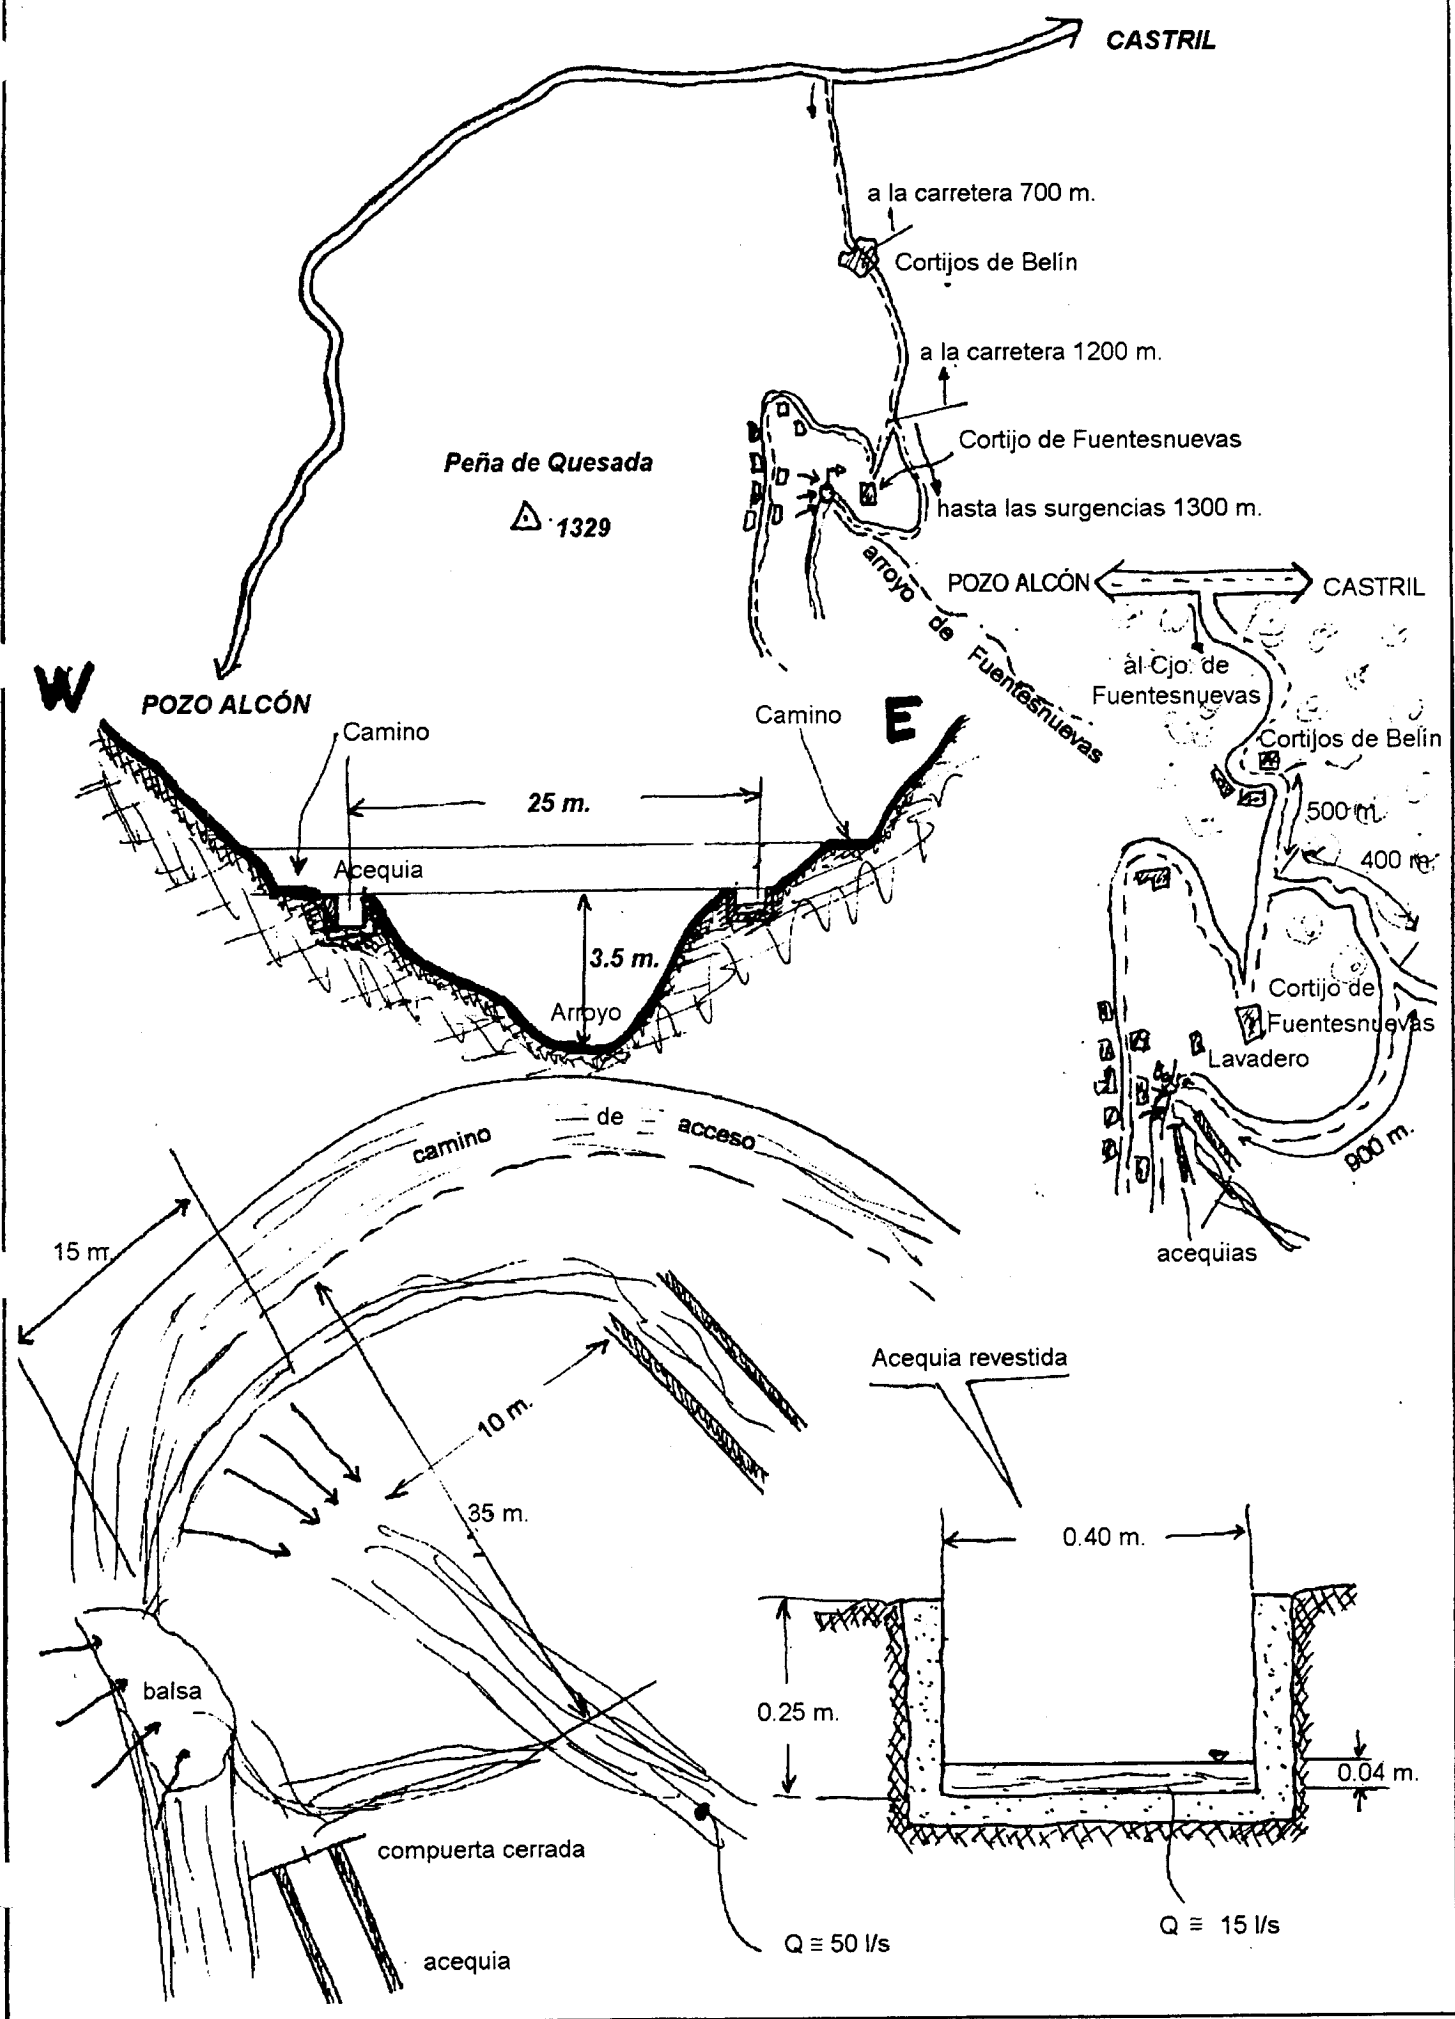 CASTRIL
a la carretera 700 m.
Cortijos de Belín
a la carretera 1200 m.
Cortijo de Fuentesnuevas
Peña de Quesada
1329
hasta las surgencias 1300 m.
arroyo de Fuentesnuevas
POZO ALCÓN
CASTRIL
al Cjo. de
Fuentesnuevas
Cortijos de Belín
500 m.
400 m.
Cortijo de
Fuentesnuevas
Lavadero
Balsa
900 m.
acequias
W
POZO ALCÓN
E
Camino
Camino
25 m.
Acequia
3.5 m.
Arroyo
camino de acceso
15 m.
10 m.
35 m.
balsa
compuerta cerrada
acequia
Q ≅ 50 l/s
Acequia revestida
0.40 m.
0.25 m.
0.04 m.
Q ≅ 15 l/s